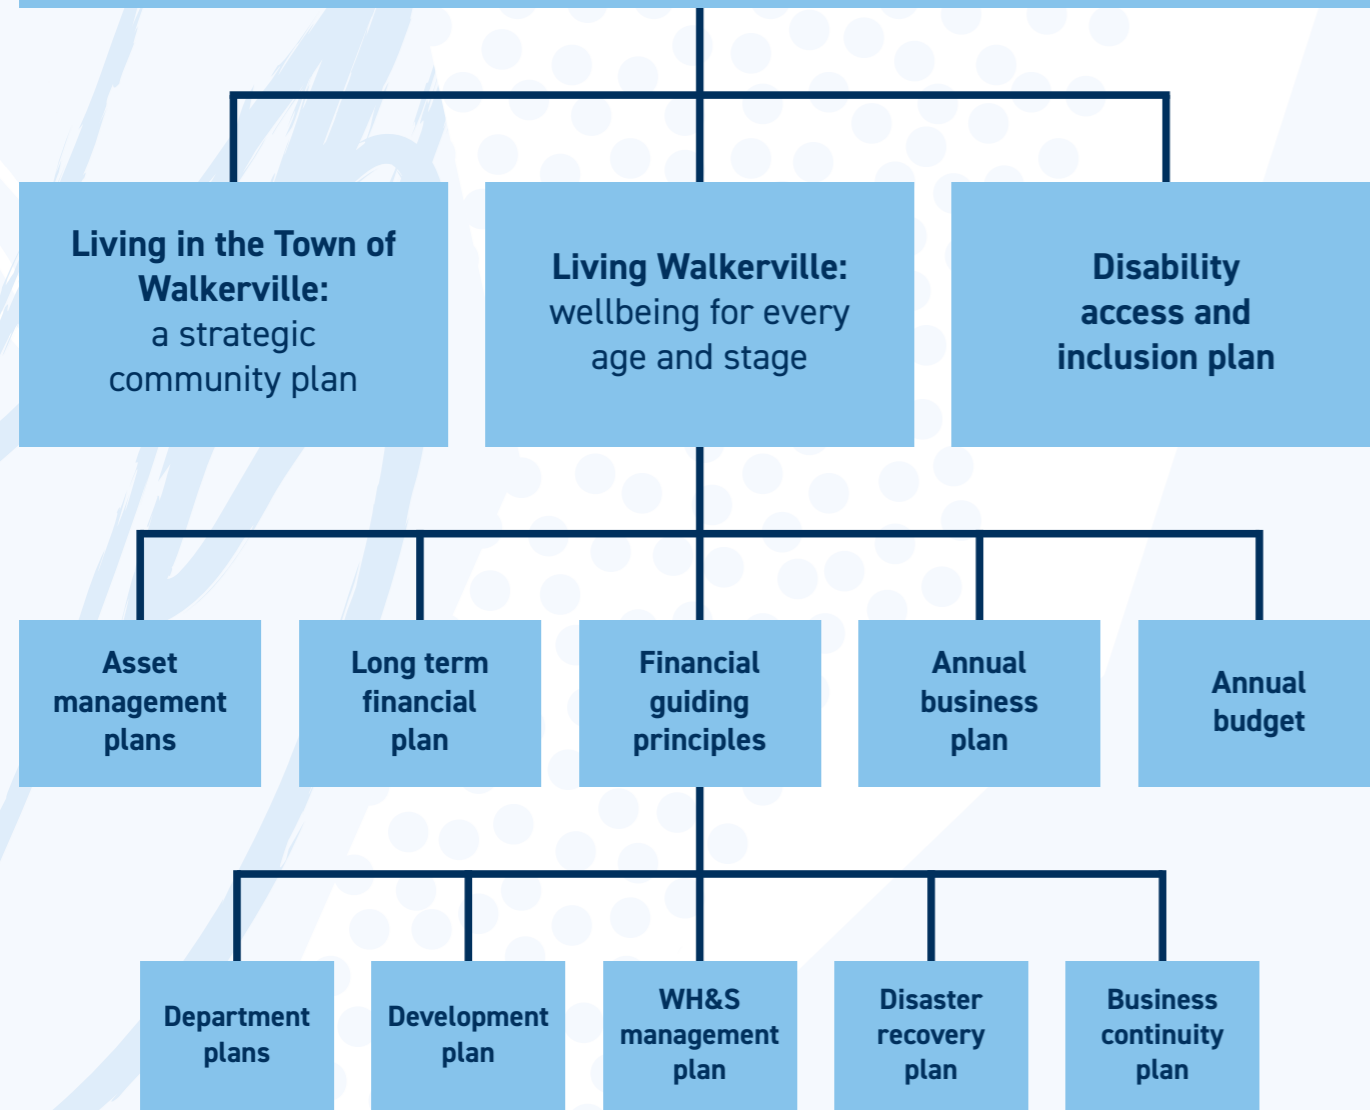 Living in the Town of
Walkerville:
a strategic
community plan
Living Walkerville:
wellbeing for every
age and stage
Disability
access and
inclusion plan
Asset
management
plans
Long term
financial
plan
Financial
guiding
principles
Annual
business
plan
Annual
budget
Department
plans
Development
plan
WH&S
management
plan
Disaster
recovery
plan
Business
continuity
plan